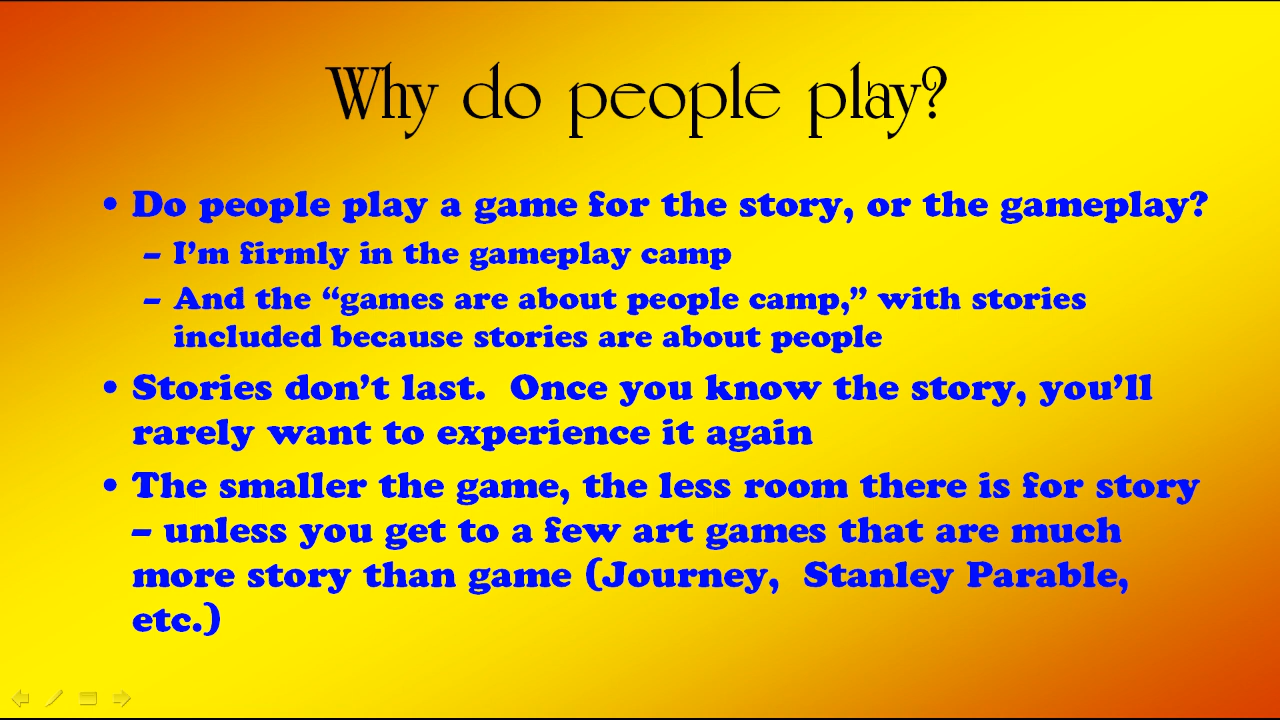 Why do people play?
• Do people play a game for the story, or the gameplay?
– I’m firmly in the gameplay camp
– And the “games are about people camp,” with stories
included because stories are about people
• Stories don’t last.  Once you know the story, you’ll
rarely want to experience it again
• The smaller the game, the less room there is for story
– unless you get to a few art games that are much
more story than game (Journey,  Stanley Parable,
etc.)